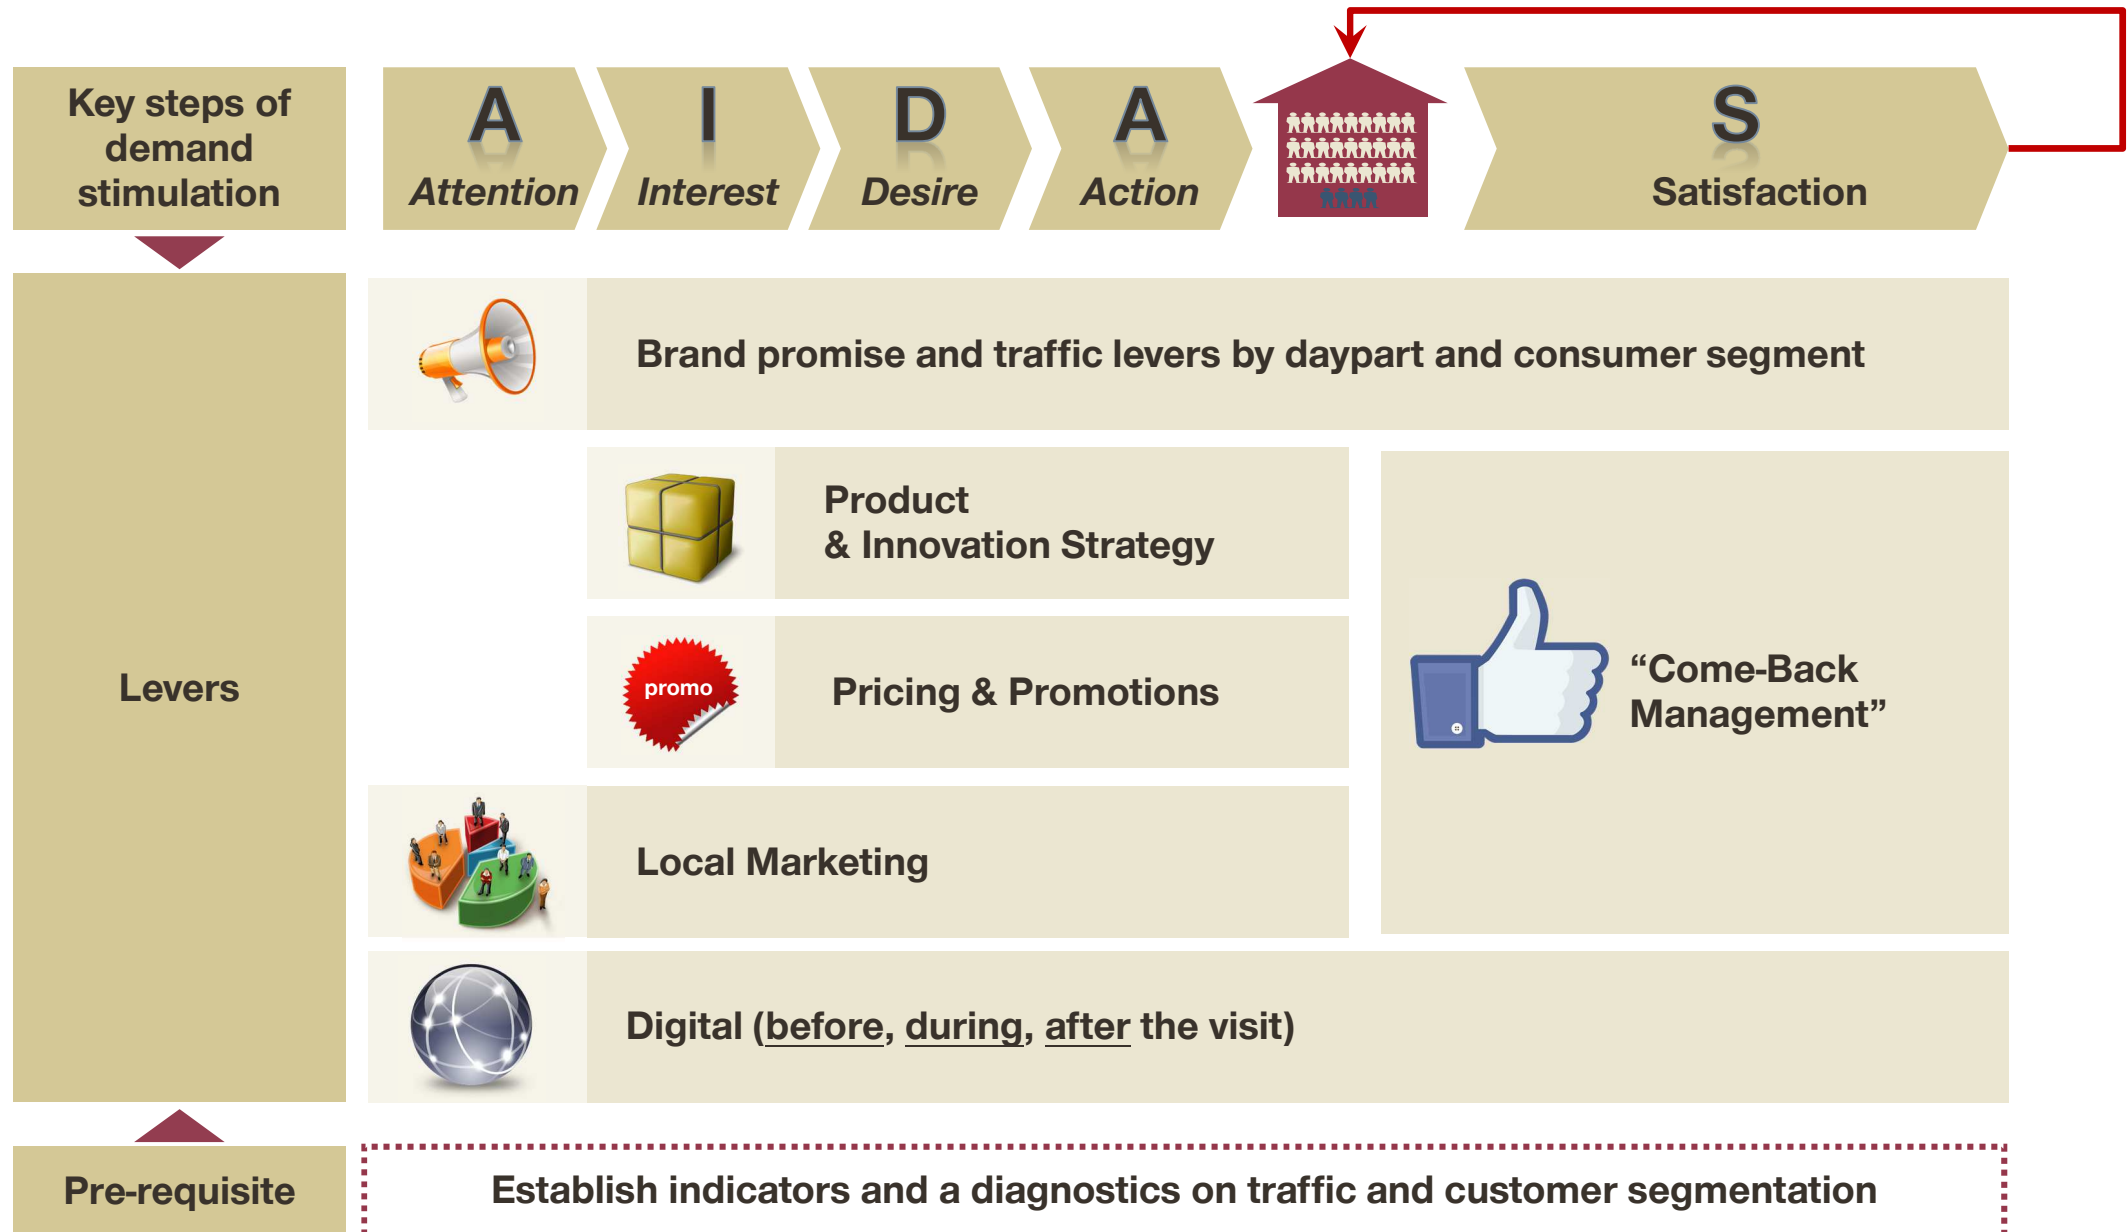 Key steps of
demand
stimulation
A
Attention
I
Interest
D
Desire
A
Action
S
Satisfaction
Levers
Brand promise and traffic levers by daypart and consumer segment
Product
& Innovation Strategy
promo
Pricing & Promotions
“Come-Back
Management”
Local Marketing
Digital (before, during, after the visit)
Pre-requisite
Establish indicators and a diagnostics on traffic and customer segmentation